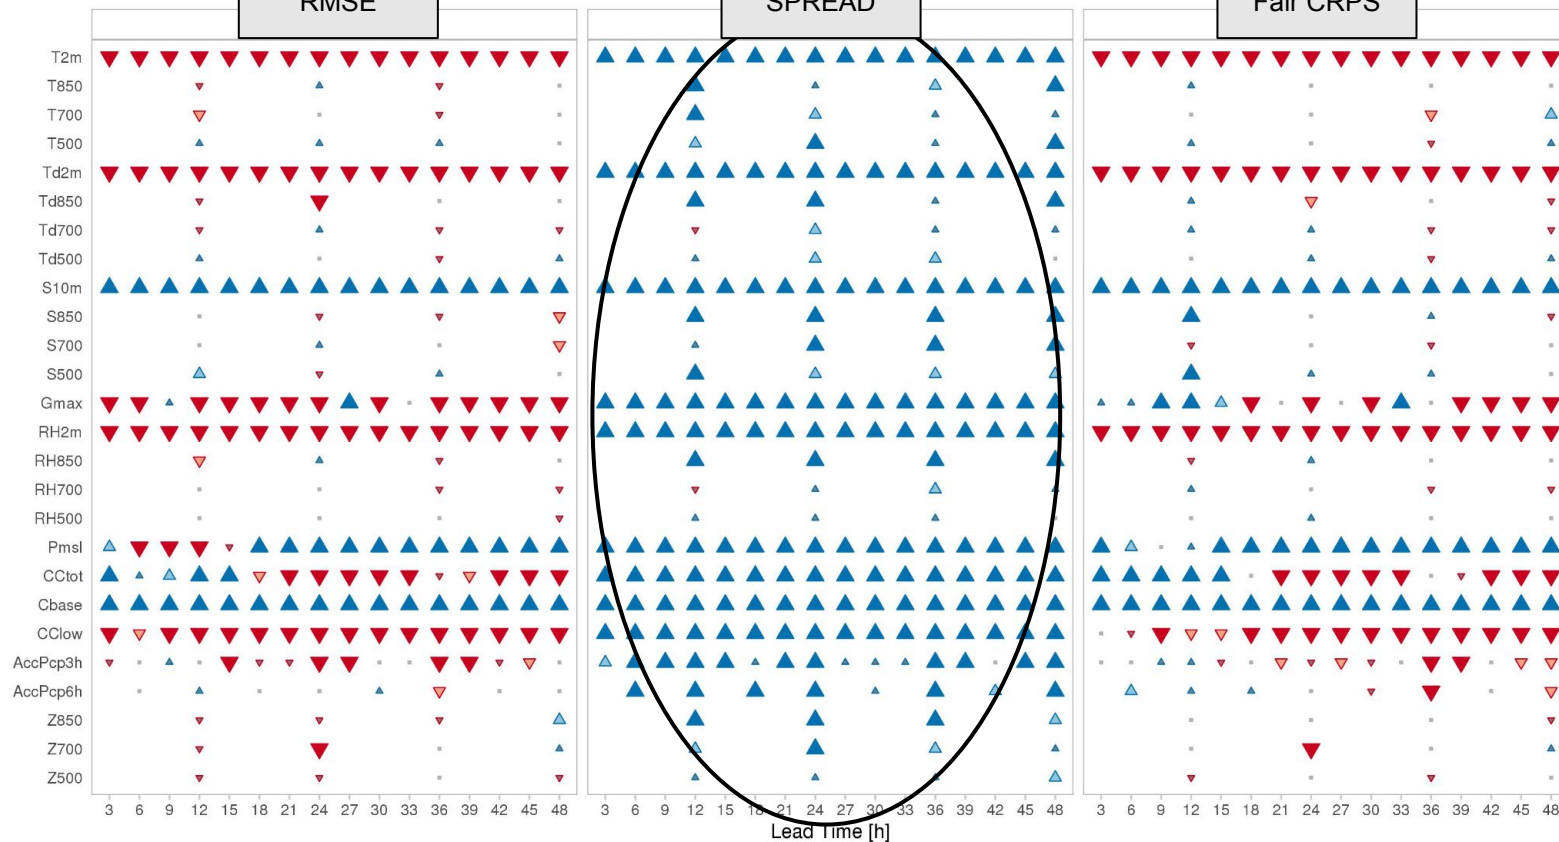 RMSE
SPREAD
Fair CRPS
T2m
T850
T700
T500
Td2m
Td850
Td700
Td500
S10m
S850
S700
S500
Gmax
RH2m
RH850
RH700
RH500
Pmsl
CCtot
Cbase
CClow
AccPcp3h
AccPcp6h
Z850
Z700
Z500
3 6 9 12 15 18 21 24 27 30 33 36 39 42 45 48
3 6 9 12 15 18 21 24 27 30 33 36 39 42 45 48
3 6 9 12 15 18 21 24 27 30 33 36 39 42 45 48
Lead Time [h]